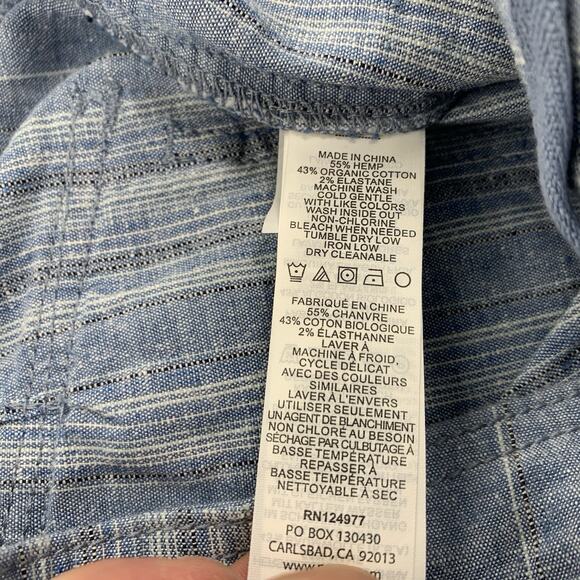 MADE IN CHINA
55% HEMP
43% ORGANIC COTTON
2% ELASTANE
MACHINE WASH
COLD GENTLE
WITH LIKE COLORS
WASH INSIDE OUT
NON-CHLORINE
BLEACH WHEN NEEDED
TUMBLE DRY LOW
IRON LOW
DRY CLEANABLE
FABRIQUÉ EN CHINE
55% CHANVRE
43% COTON BIOLOGIQUE
2% ÉLASTHANNE
LAVER À
MACHINE À FROID,
CYCLE DÉLICAT
AVEC DES COULEURS
SIMILAIRES
LAVER À L'ENVERS
UTILISER SEULEMENT
UN AGENT DE BLANCHIMENT
NON CHLORÉ AU BESOIN
SÉCHAGE PAR CULBUTAGE À
BASSE TEMPÉRATURE
REPASSER À
BASSE TEMPÉRATURE
NETTOYABLE À SEC
RN124977
PO BOX 130430
CARLSBAD, CA 92013